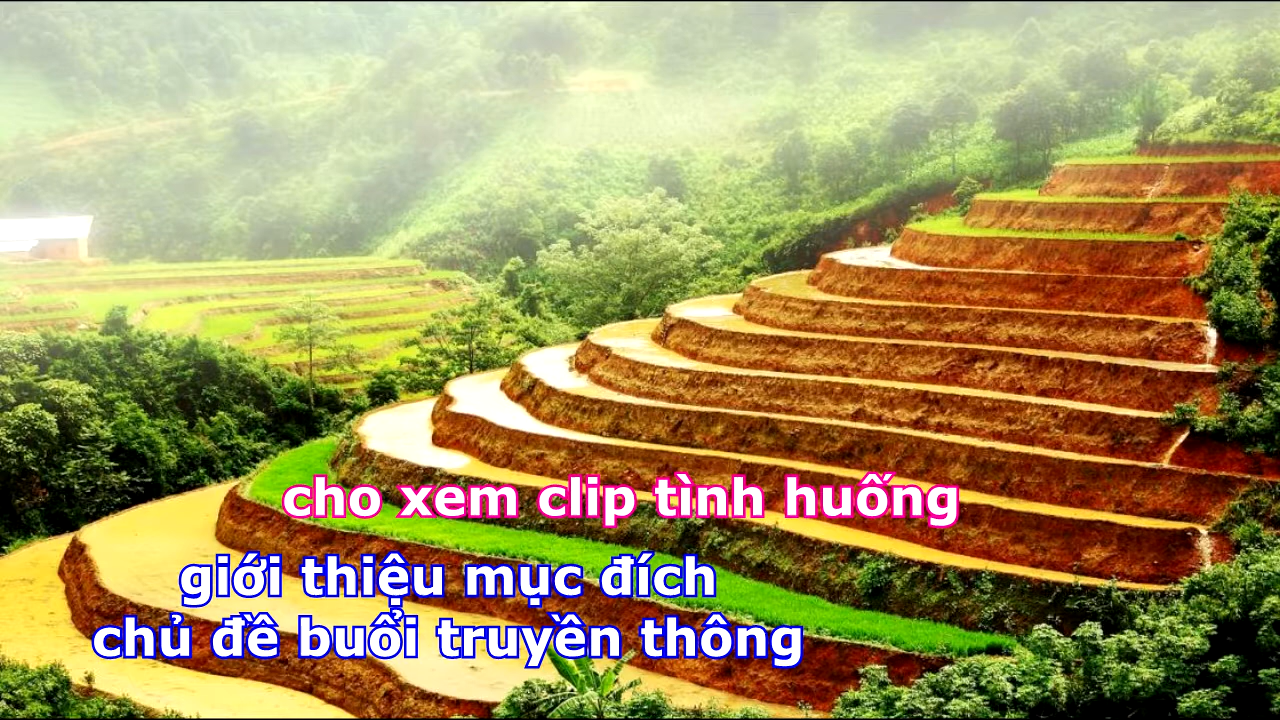 cho xem clip tình huống
giới thiệu mục đích
chủ đề buổi truyền thông